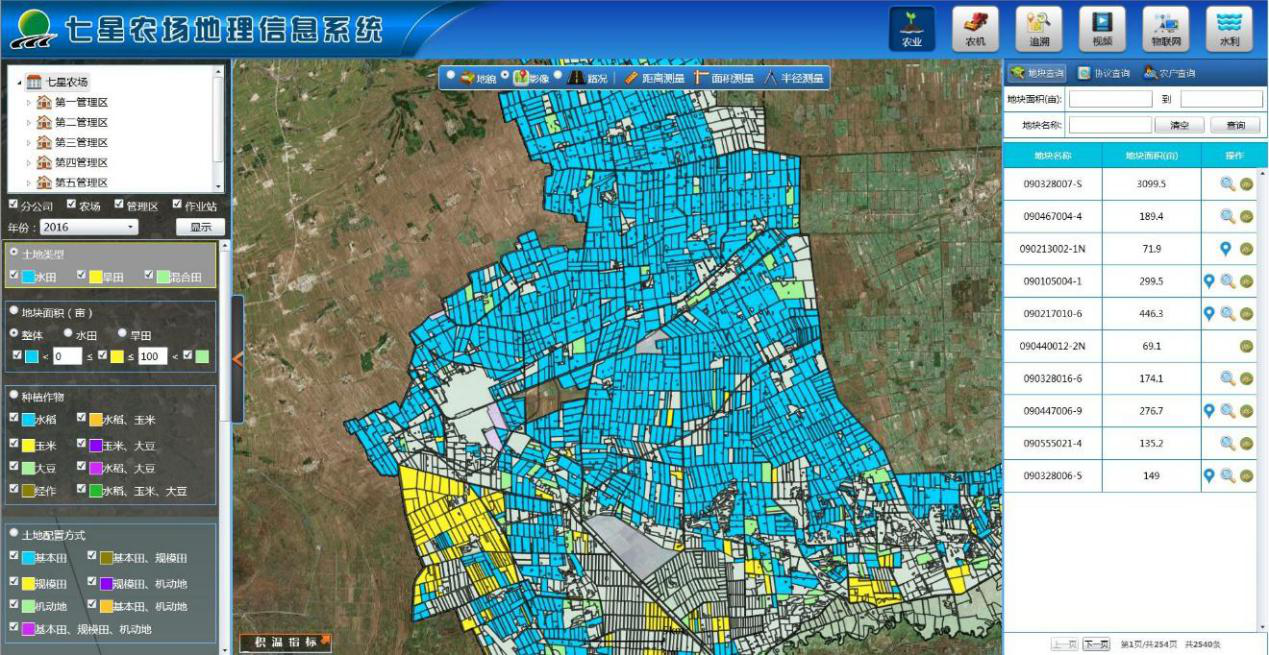 七星农场地理信息系统
农业 农机 追溯 视频 物联网 水利
七星农场
第一管理区
第二管理区
第三管理区
第四管理区
第五管理区
分公司 农场 管理区 作业站
年份: 2016 显示
土地类型
水田 旱田 混合田
地块面积(亩)
整体 水田 旱田
< 0 ≤ ≤ 100 <
种植作物
水稻 水稻、玉米
玉米 玉米、大豆
大豆 水稻、大豆
经作 水稻、玉米、大豆
土地配置方式
基本田 基本田、规模田
规模田 规模田、机动地
机动地 基本田、机动地
基本田、规模田、机动地
地貌 影像 路况 距离测量 面积测量 半径测量
积温指标
地块查询 协议查询 农户查询
地块面积(亩): 到
地块名称: 清空 查询
地块名称 地块面积(亩) 操作
090328007-S 3099.5
090467004-4 189.4
090213002-1N 71.9
090105004-1 299.5
090217010-6 446.3
090440012-2N 69.1
090328016-6 174.1
090447006-9 276.7
090555021-4 135.2
090328006-5 149
上一页 下一页 第1页/共254页 共2540条